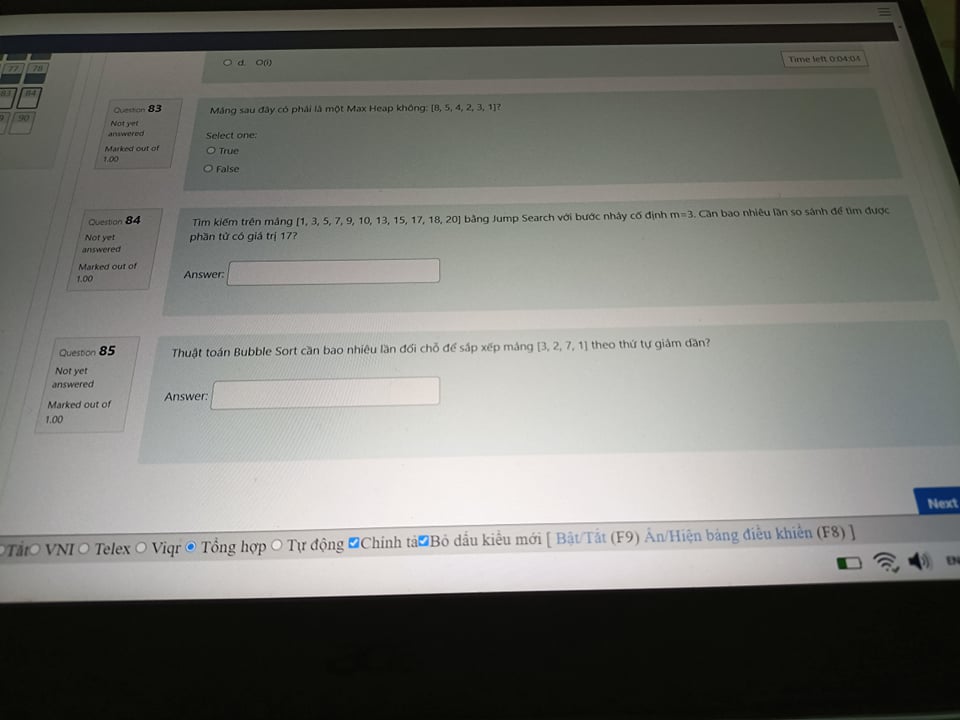 77 78
d. O(i)
Time left 0:04:04
83 84
90
Question 83
Not yet
answered
Marked out of
1.00
Mảng sau đây có phải là một Max Heap không: [8, 5, 4, 2, 3, 1]?
Select one:
True
False
Question 84
Not yet
answered
Marked out of
1.00
Tìm kiếm trên mảng [1, 3, 5, 7, 9, 10, 13, 15, 17, 18, 20] bằng Jump Search với bước nhảy cố định m=3. Cần bao nhiêu lần so sánh để tìm được
phần tử có giá trị 17?
Answer:
Question 85
Not yet
answered
Marked out of
1.00
Thuật toán Bubble Sort cần bao nhiêu lần đổi chỗ để sắp xếp mảng [3, 2, 7, 1] theo thứ tự giảm dần?
Answer:
Next
Tắt VNI Telex Viqr Tổng hợp Tự động Chính tả Bỏ dấu kiểu mới [ Bật/Tắt (F9) Ẩn/Hiện bảng điều khiển (F8) ]
EN